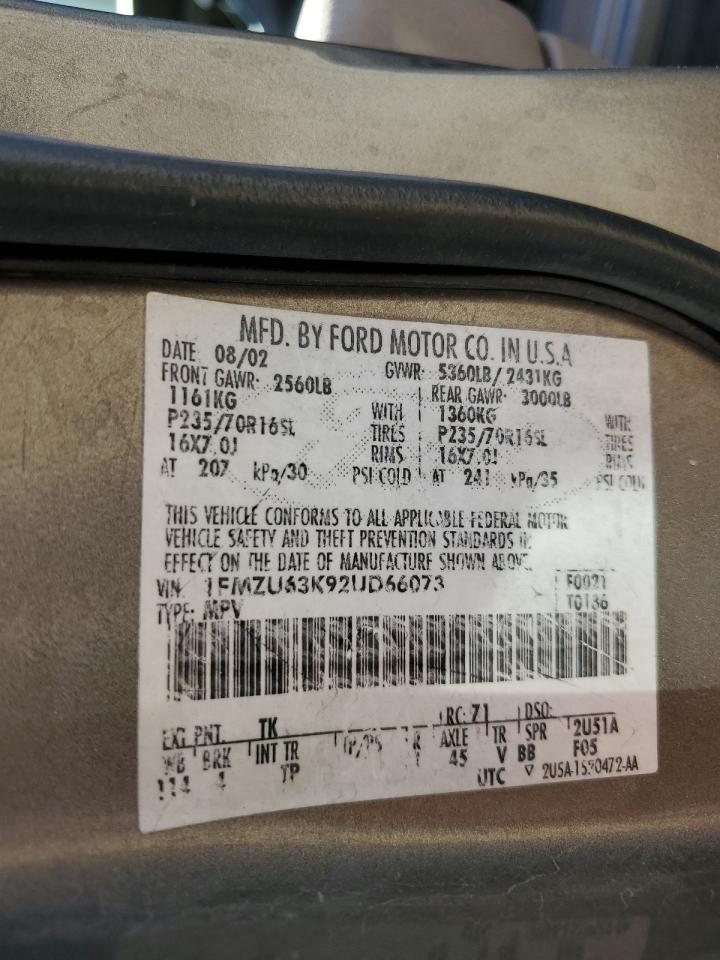 MFD. BY FORD MOTOR CO. IN U.S.A
DATE 08/02 GVWR: 5360LB/2431KG
FRONT GAWR: 2560LB REAR GAWR: 3000LB
1161KG WITH 1360KG WITH
P235/70R16SL TIRES P235/70R16SL TIRES
16X7.0J RIMS 16X7.0J RIMS
AT 207 kPa/30 PSI COLD AT 241 kPa/35 PSI COLD
THIS VEHICLE CONFORMS TO ALL APPLICABLE FEDERAL MOTOR
VEHICLE SAFETY AND THEFT PREVENTION STANDARDS IN
EFFECT ON THE DATE OF MANUFACTURE SHOWN ABOVE.
VIN: 1FMZU63K92UD66073 F0021
TYPE: MPV T0136
EXT PNT. TK RC: 71 DSO:
WB BRK INT TR TP/PS R AXLE TR SPR 2U51A
114 4 TP 45 V BB F05
UTC ▽ 2U5A-1520472-AA